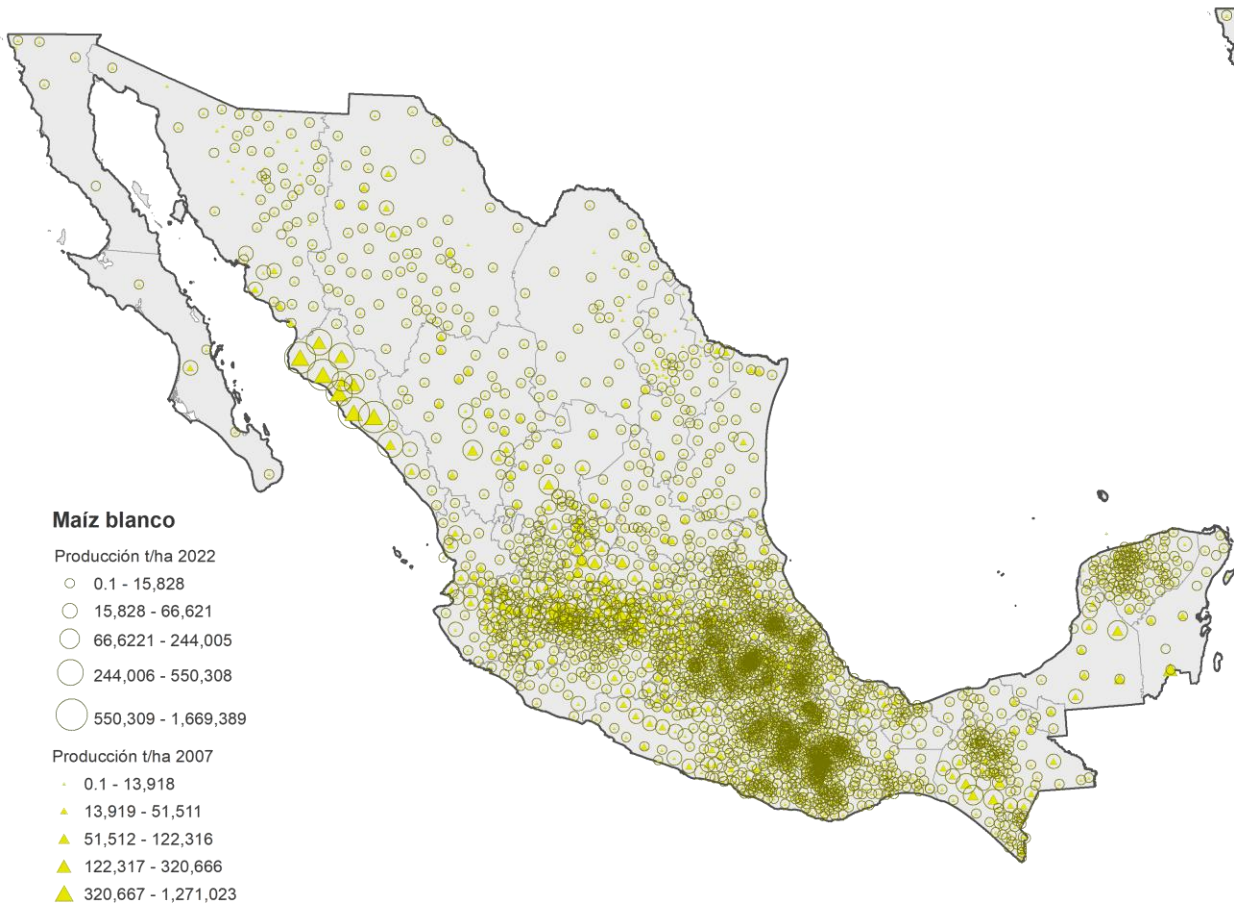 Maíz blanco
Producción t/ha 2022
0.1 - 15,828
15,828 - 66,621
66,6221 - 244,005
244,006 - 550,308
550,309 - 1,669,389
Producción t/ha 2007
0.1 - 13,918
13,919 - 51,511
51,512 - 122,316
122,317 - 320,666
320,667 - 1,271,023